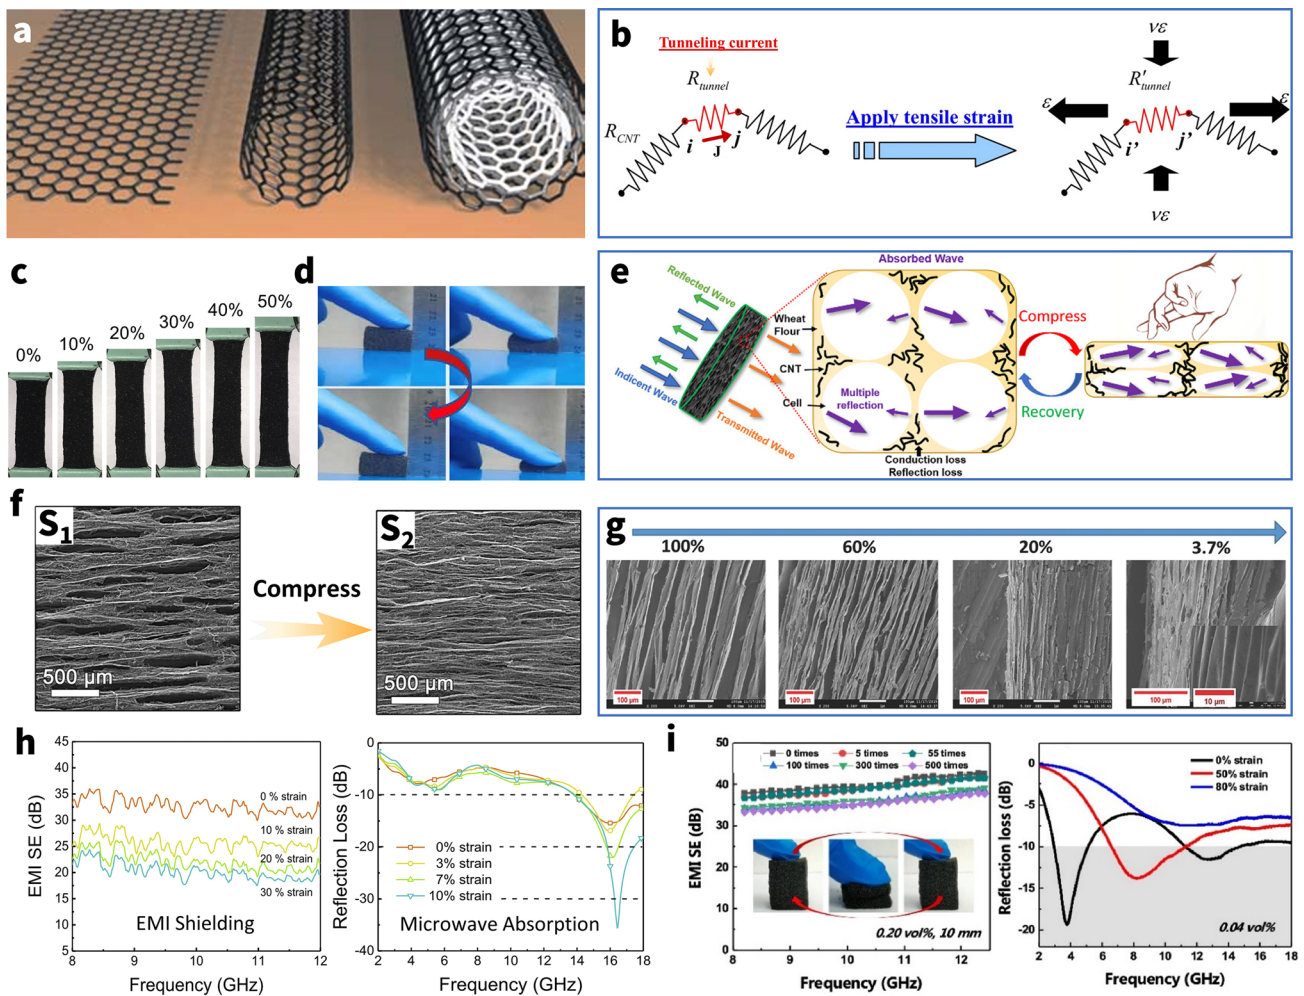 a
b
Tunneling current
R_tunnel
R_CNT
i
J
j
Apply tensile strain
νε
R'_tunnel
ε
ε
i'
j'
νε
c
0%
10%
20%
30%
40%
50%
d
e
Reflected Wave
Indicent Wave
Transmitted Wave
Absorbed Wave
Wheat
Flour
CNT
Cell
Multiple
reflection
Conduction loss
Reflection loss
Compress
Recovery
f
S1
500 μm
Compress
S2
500 μm
g
100%
60%
20%
3.7%
100 μm
100 μm
100 μm
100 μm
10 μm
h
EMI SE (dB)
45
40
35
30
25
20
15
10
5
0 % strain
10 % strain
20 % strain
30 % strain
EMI Shielding
8
9
10
11
12
Frequency (GHz)
Reflection Loss (dB)
0
-10
-20
-30
-40
0% strain
3% strain
7% strain
10% strain
Microwave Absorption
2
4
6
8
10
12
14
16
18
Frequency (GHz)
i
EMI SE (dB)
50
40
30
20
10
0
0 times
5 times
55 times
100 times
300 times
500 times
0.20 vol%, 10 mm
8
9
10
11
12
Frequency (GHz)
Reflection loss (dB)
0
-5
-10
-15
-20
0% strain
50% strain
80% strain
0.04 vol%
2
4
6
8
10
12
14
16
18
Frequency (GHz)